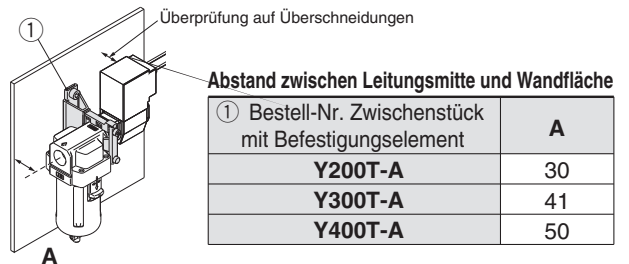 ①
Überprüfung auf Überschneidungen
A
Abstand zwischen Leitungsmitte und Wandfläche
① Bestell-Nr. Zwischenstück
mit Befestigungselement
A
Y200T-A 30
Y300T-A 41
Y400T-A 50